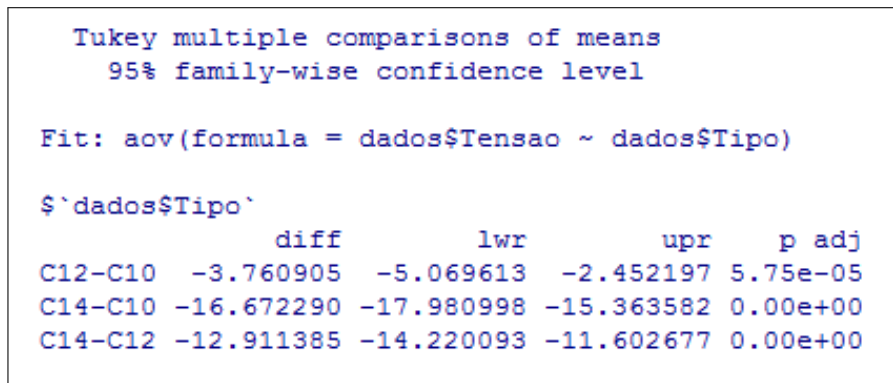 Tukey multiple comparisons of means
95% family-wise confidence level
Fit: aov(formula = dados$Tensao ~ dados$Tipo)
$`dados$Tipo`
diff lwr upr p adj
C12-C10 -3.760905 -5.069613 -2.452197 5.75e-05
C14-C10 -16.672290 -17.980998 -15.363582 0.00e+00
C14-C12 -12.911385 -14.220093 -11.602677 0.00e+00